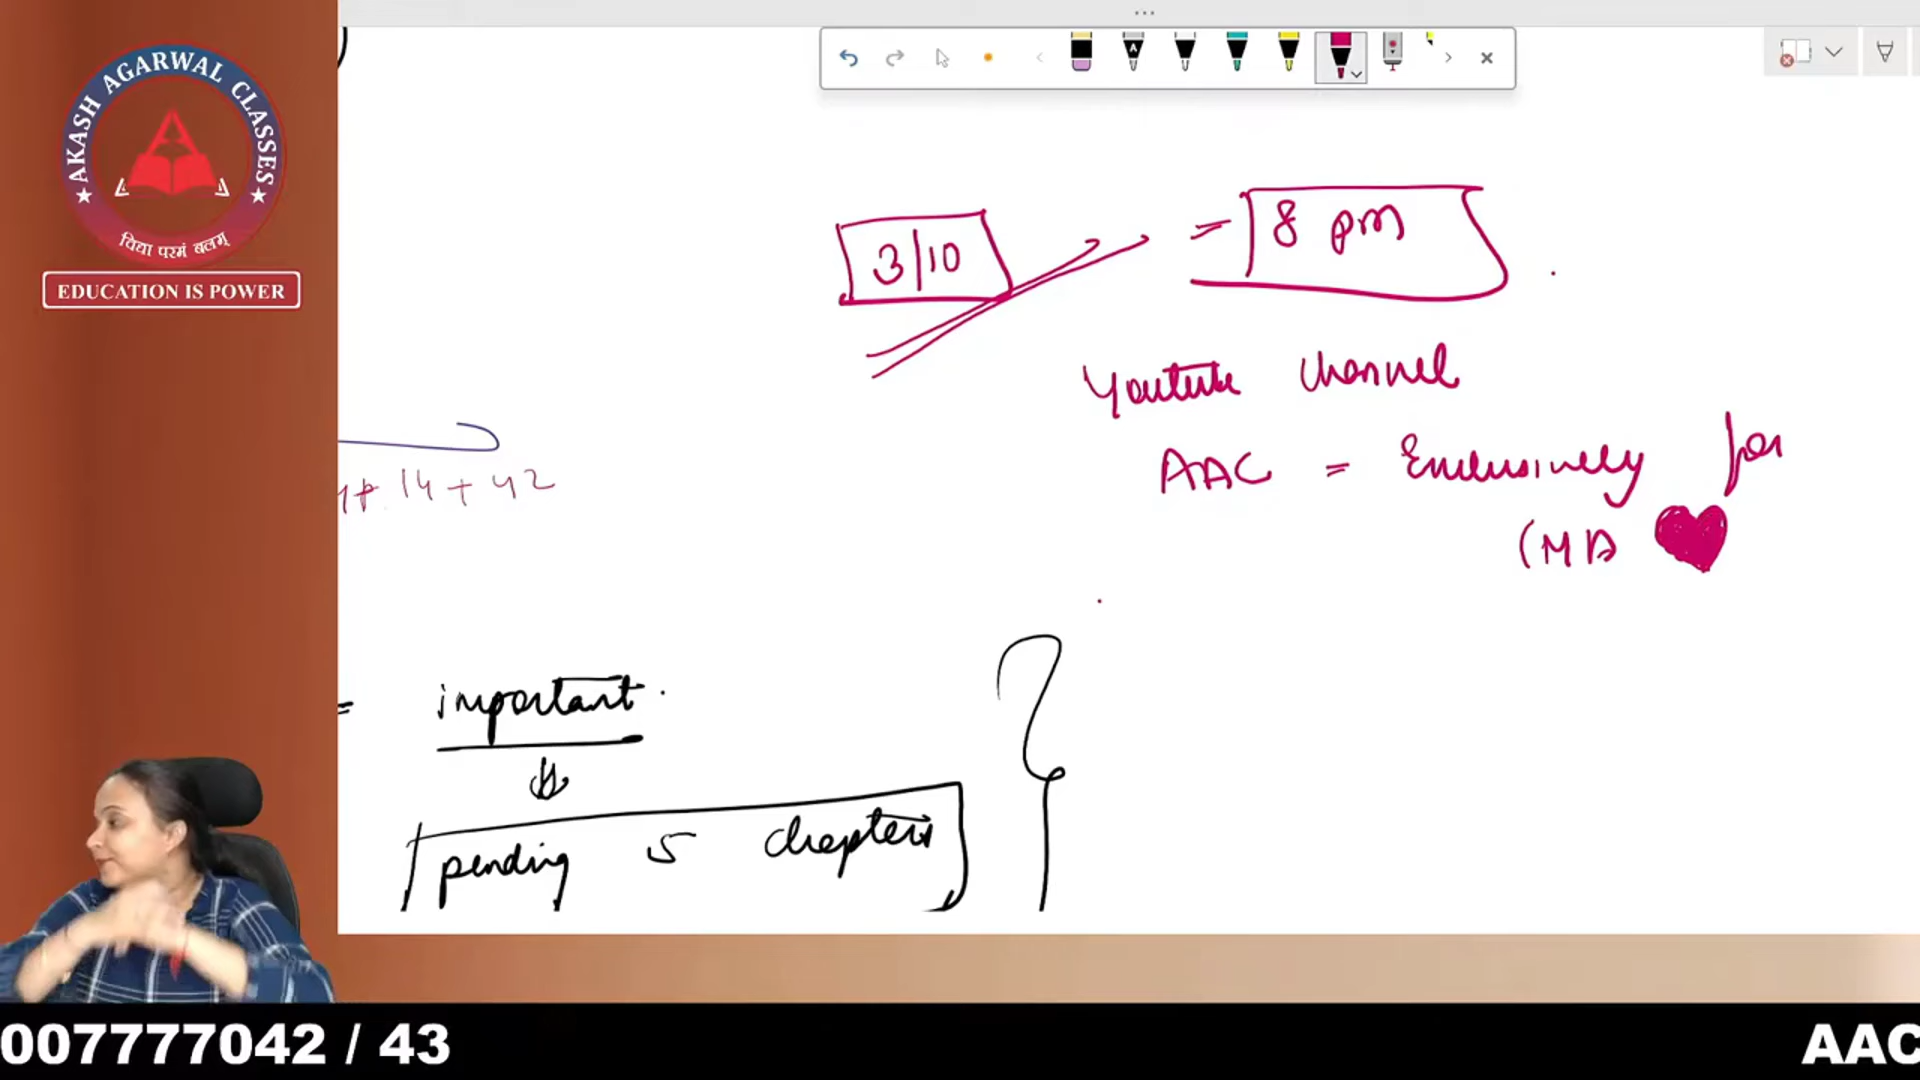 AKASH AGARWAL CLASSES
विद्या परमं बलम्
EDUCATION IS POWER
3/10 = 8 pm
Youtube channel
AAC = Exclusively for
(MA
14 + 42
= important.
pending 5 chapters
007777042 / 43
AAC